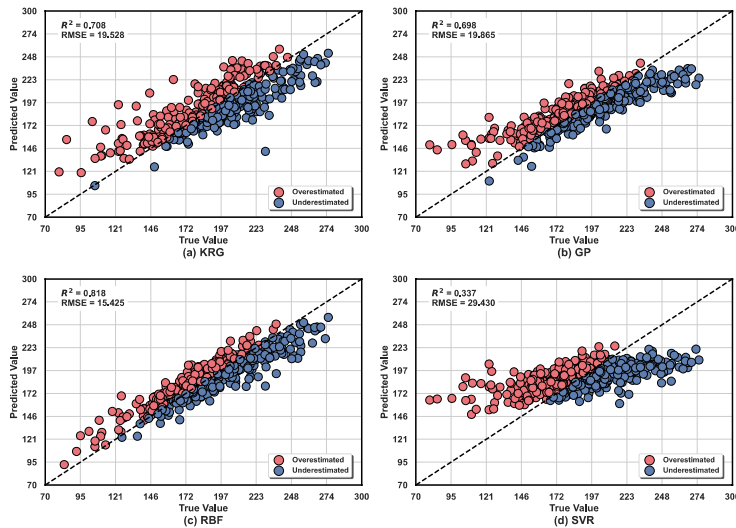 300
274
248
223
197
172
146
121
95
70
Predicted Value
R² = 0.708
RMSE = 19.528
Overestimated
Underestimated
70 95 121 146 172 197 223 248 274 300
True Value
(a) KRG
300
274
248
223
197
172
146
121
95
70
Predicted Value
R² = 0.698
RMSE = 19.865
Overestimated
Underestimated
70 95 121 146 172 197 223 248 274 300
True Value
(b) GP
300
274
248
223
197
172
146
121
95
70
Predicted Value
R² = 0.818
RMSE = 15.425
Overestimated
Underestimated
70 95 121 146 172 197 223 248 274 300
True Value
(c) RBF
300
274
248
223
197
172
146
121
95
70
Predicted Value
R² = 0.337
RMSE = 29.430
Overestimated
Underestimated
70 95 121 146 172 197 223 248 274 300
True Value
(d) SVR